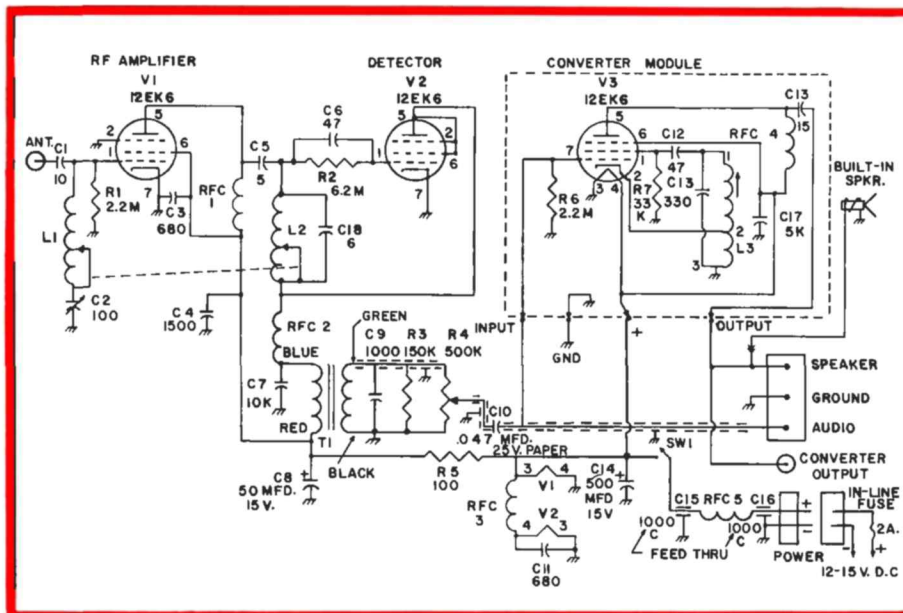 RF AMPLIFIER
V1
12EK6
DETECTOR
V2
12EK6
CONVERTER MODULE
V3
12EK6
ANT.
C1
10
L1
R1
2.2M
C2
100
2
1
5
6
7
C3
680
RFC
1
C4
1500
C5
5
C6
47
R2
6.2M
1
5
2
6
7
L2
C18
6
RFC 2
BLUE
GREEN
C7
10K
RED
T1
BLACK
C9
1000
R3
150K
R4
500K
C10
.047 MFD.
25V. PAPER
C8
+
50 MFD.
15 V.
R5
100
RFC
3
3
4
V1
V2
4
3
C11
680
C14
+
500
MFD
15V
7
5
6
1
2
3
4
R6
2.2M
R7
33
K
C12
47
C13
330
RFC
4
C13
15
1
2
3
L3
C17
5K
INPUT
GND
+
OUTPUT
BUILT-IN
SPKR.
SPEAKER
GROUND
AUDIO
CONVERTER
OUTPUT
SW1
C15
RFC 5
C16
1000
C
1000
C
FEED THRU
+
-
POWER
IN-LINE
FUSE
2A.
-
+
12-15 V. D.C